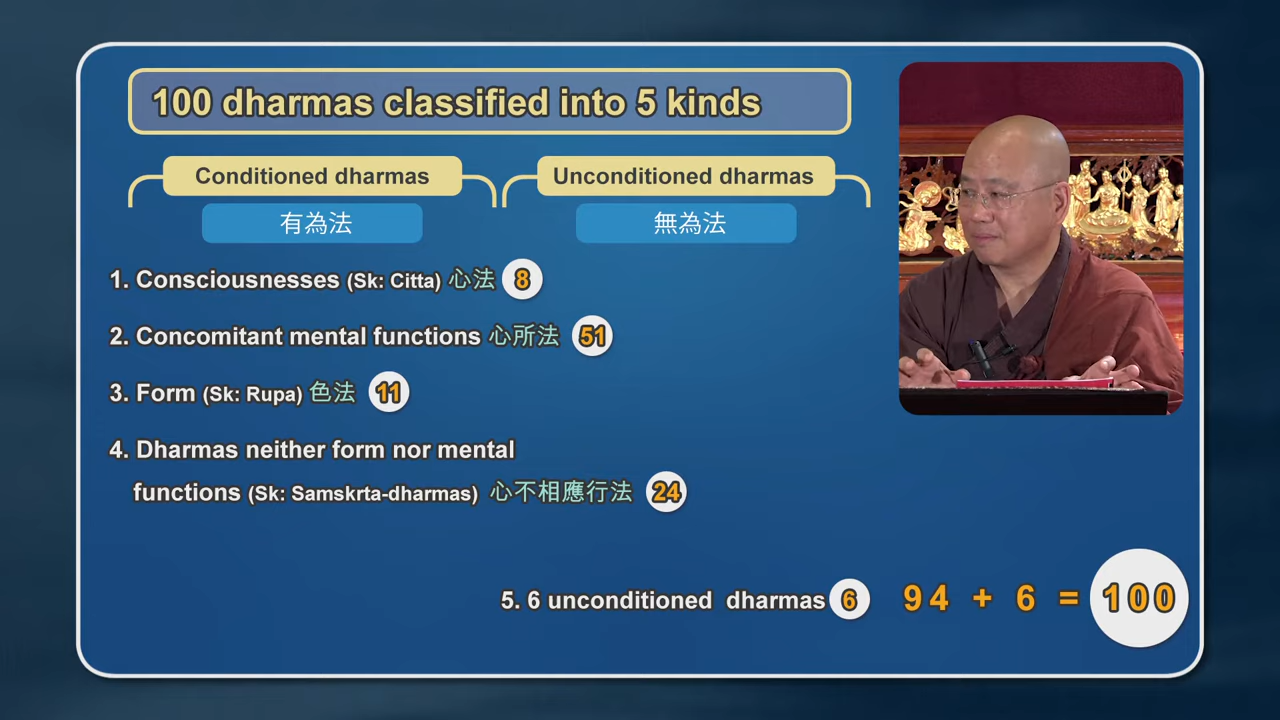 100 dharmas classified into 5 kinds
Conditioned dharmas
Unconditioned dharmas
有為法
無為法
1. Consciousnesses (Sk: Citta) 心法 8
2. Concomitant mental functions 心所法 51
3. Form (Sk: Rupa) 色法 11
4. Dharmas neither form nor mental
functions (Sk: Samskrta-dharmas) 心不相應行法 24
5. 6 unconditioned dharmas 6 94 + 6 = 100